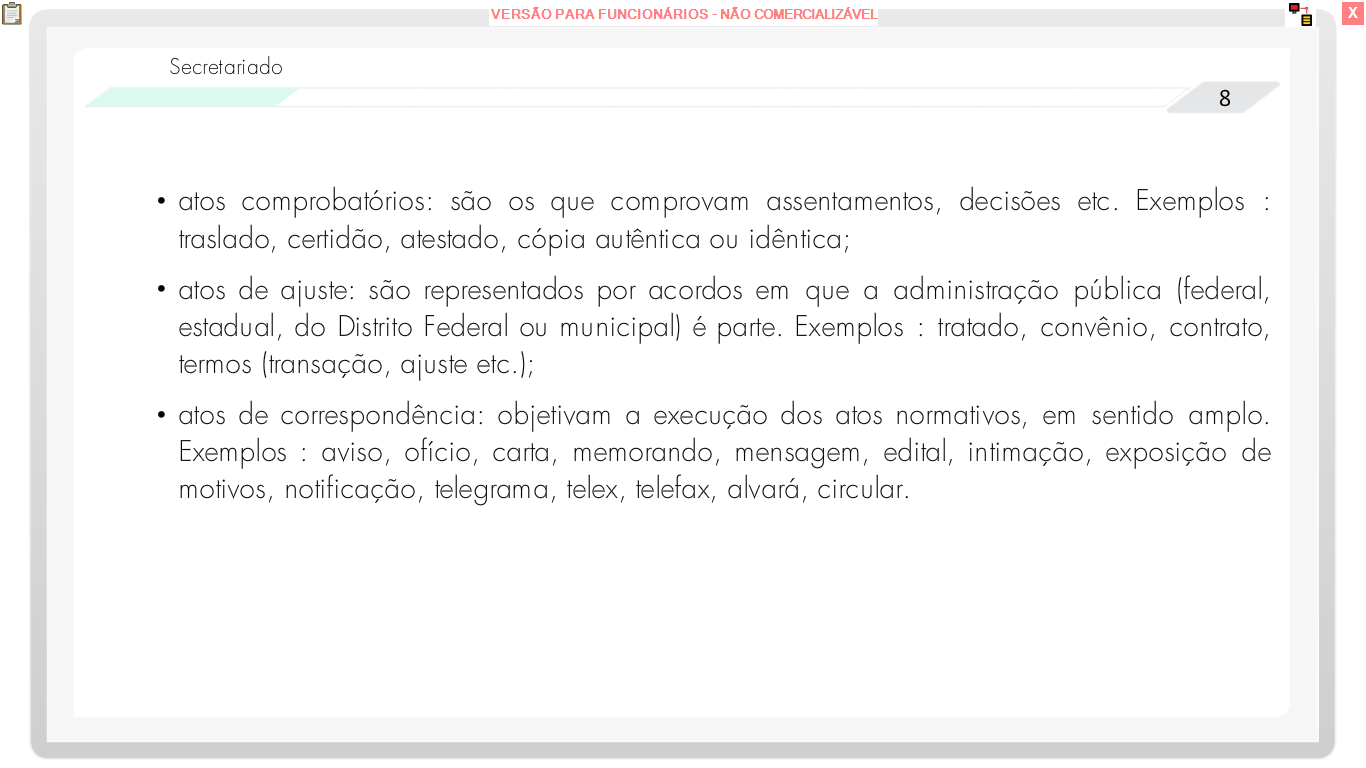 VERSÃO PARA FUNCIONÁRIOS - NÃO COMERCIALIZÁVEL
X
Secretariado
8
• atos comprobatórios: são os que comprovam assentamentos, decisões etc. Exemplos :
traslado, certidão, atestado, cópia autêntica ou idêntica;
• atos de ajuste: são representados por acordos em que a administração pública (federal,
estadual, do Distrito Federal ou municipal) é parte. Exemplos : tratado, convênio, contrato,
termos (transação, ajuste etc.);
• atos de correspondência: objetivam a execução dos atos normativos, em sentido amplo.
Exemplos : aviso, ofício, carta, memorando, mensagem, edital, intimação, exposição de
motivos, notificação, telegrama, telex, telefax, alvará, circular.